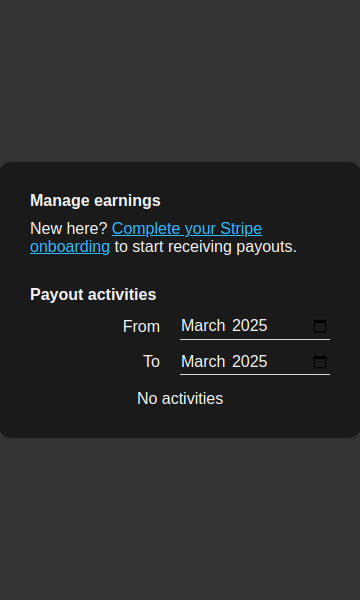 Manage earnings
New here? Complete your Stripe
onboarding to start receiving payouts.
Payout activities
From March 2025
To March 2025
No activities